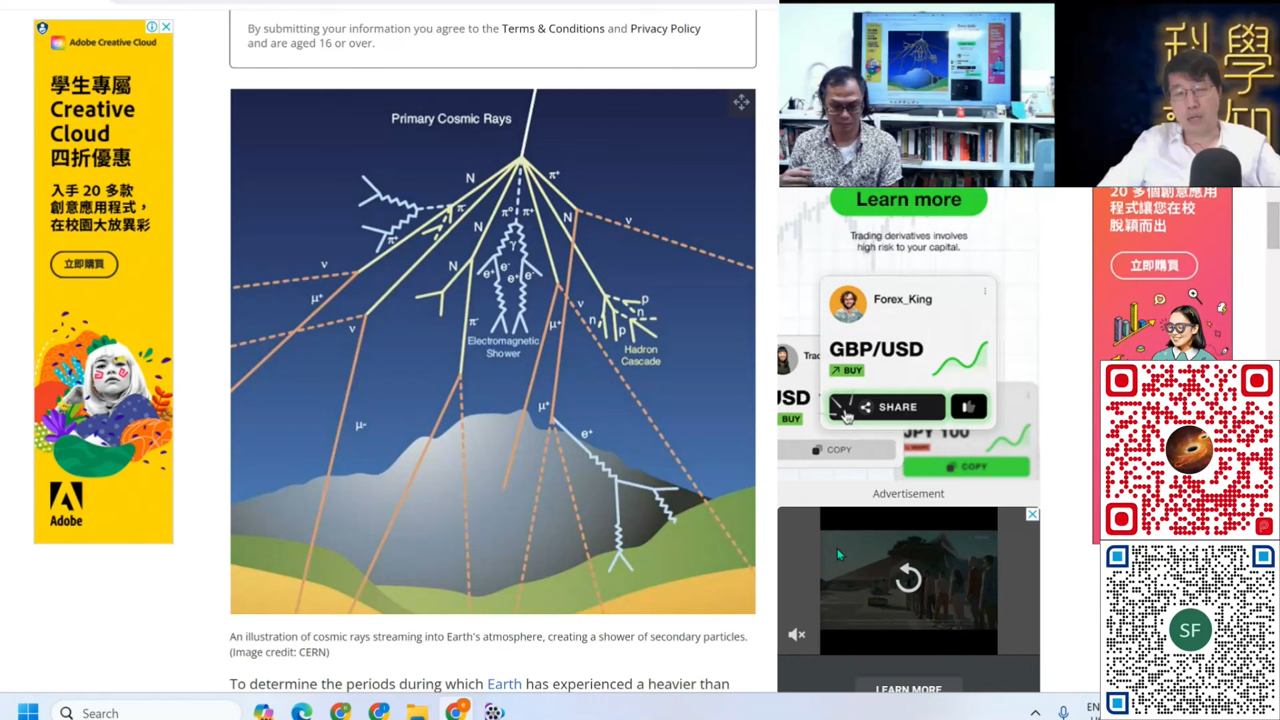 By submitting your information you agree to the Terms & Conditions and Privacy Policy
and are aged 16 or over.
Adobe Creative Cloud
學生專屬
Creative
Cloud
四折優惠
入手 20 多款
創意應用程式，
在校園大放異彩
立即購買
Adobe
Primary Cosmic Rays
N
π⁺
π
N
ν
π⁰
π⁺
N
π⁺
γ
N
ν
e⁺
e⁻
e⁺
e⁻
μ⁺
ν
p
n
n
p
ν
π⁻
μ⁺
Electromagnetic
Shower
Hadron
Cascade
μ⁺
μ-
e⁺
An illustration of cosmic rays streaming into Earth's atmosphere, creating a shower of secondary particles.
(Image credit: CERN)
To determine the periods during which Earth has experienced a heavier than
科學
知
Learn more
Trading derivatives involves
high risk to your capital.
Forex_King
GBP/USD
BUY
SHARE
USD
BUY
COPY
JPY 100
COPY
Advertisement
LEARN MORE
20 多個創意應用
程式讓您在校
脫穎而出
立即購買
SF
Search
EN